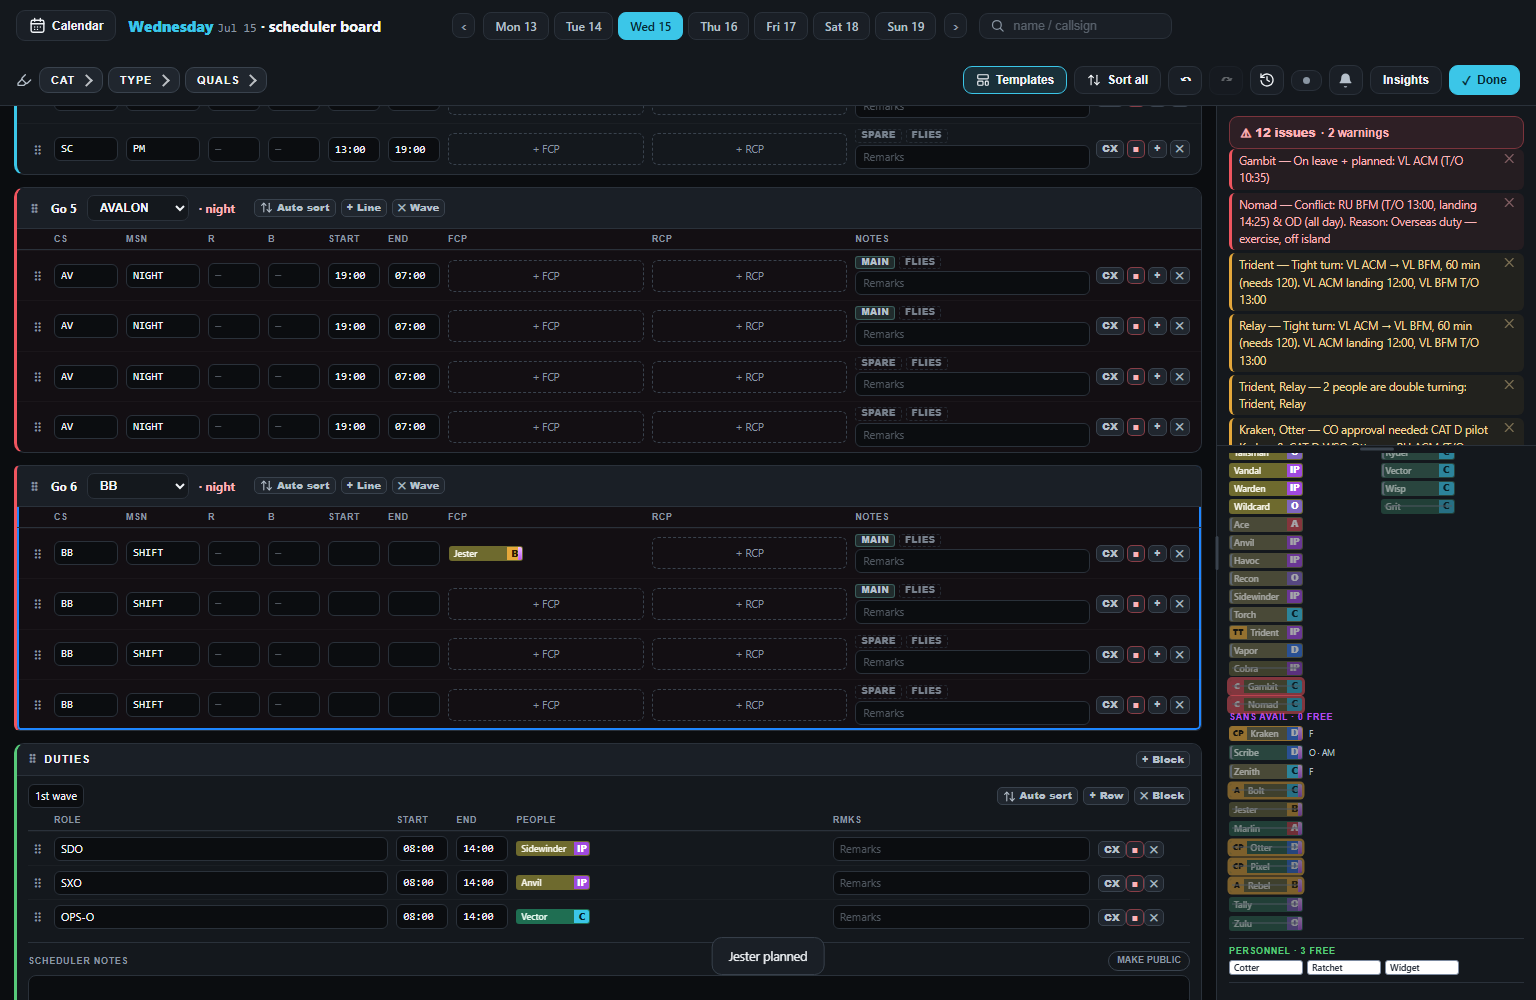 Calendar Wednesday Jul 15 · scheduler board ‹ Mon 13 Tue 14 Wed 15 Thu 16 Fri 17 Sat 18 Sun 19 › name / callsign
CAT TYPE QUALS Templates Sort all Insights ✓ Done
Remarks
SC PM – – 13:00 19:00 + FCP + RCP SPARE FLIES Remarks CX + ×
Go 5 AVALON · night Auto sort + Line × Wave
CS MSN R B START END FCP RCP NOTES
AV NIGHT – – 19:00 07:00 + FCP + RCP MAIN FLIES Remarks CX + ×
AV NIGHT – – 19:00 07:00 + FCP + RCP MAIN FLIES Remarks CX + ×
AV NIGHT – – 19:00 07:00 + FCP + RCP SPARE FLIES Remarks CX + ×
AV NIGHT – – 19:00 07:00 + FCP + RCP SPARE FLIES Remarks CX + ×
Go 6 BB · night Auto sort + Line × Wave
CS MSN R B START END FCP RCP NOTES
BB SHIFT – – Jester B + RCP MAIN FLIES Remarks CX + ×
BB SHIFT – – + FCP + RCP MAIN FLIES Remarks CX + ×
BB SHIFT – – + FCP + RCP SPARE FLIES Remarks CX + ×
BB SHIFT – – + FCP + RCP SPARE FLIES Remarks CX + ×
DUTIES + Block
1st wave Auto sort + Row × Block
ROLE START END PEOPLE RMKS
SDO 08:00 14:00 Sidewinder IP Remarks CX ×
SXO 08:00 14:00 Anvil IP Remarks CX ×
OPS-O 08:00 14:00 Vector C Remarks CX ×
SCHEDULER NOTES MAKE PUBLIC
Jester planned
⚠ 12 issues · 2 warnings
Gambit — On leave + planned: VL ACM (T/O
10:35)
Nomad — Conflict: RU BFM (T/O 13:00, landing
14:25) & OD (all day). Reason: Overseas duty —
exercise, off island
Trident — Tight turn: VL ACM → VL BFM, 60 min
(needs 120). VL ACM landing 12:00, VL BFM T/O
13:00
Relay — Tight turn: VL ACM → VL BFM, 60 min
(needs 120). VL ACM landing 12:00, VL BFM T/O
13:00
Trident, Relay — 2 people are double turning:
Trident, Relay
Kraken, Otter — CO approval needed: CAT D pilot
Talisman Ryder C
Vandal IP Vector C
Warden IP Wisp C
Wildcard O Grit C
Ace A
Anvil IP
Havoc IP
Recon O
Sidewinder IP
Torch C
TT Trident IP
Vapor D
Cobra IP
C Gambit C
C Nomad C
SANS AVAIL · 0 FREE
CP Kraken D F
Scribe D O · AM
Zenith C F
A Bolt C
Jester B
Marlin A
CP Otter D
CP Pixel D
A Rebel B
Tally O
Zulu O
PERSONNEL · 3 FREE
Cotter Ratchet Widget